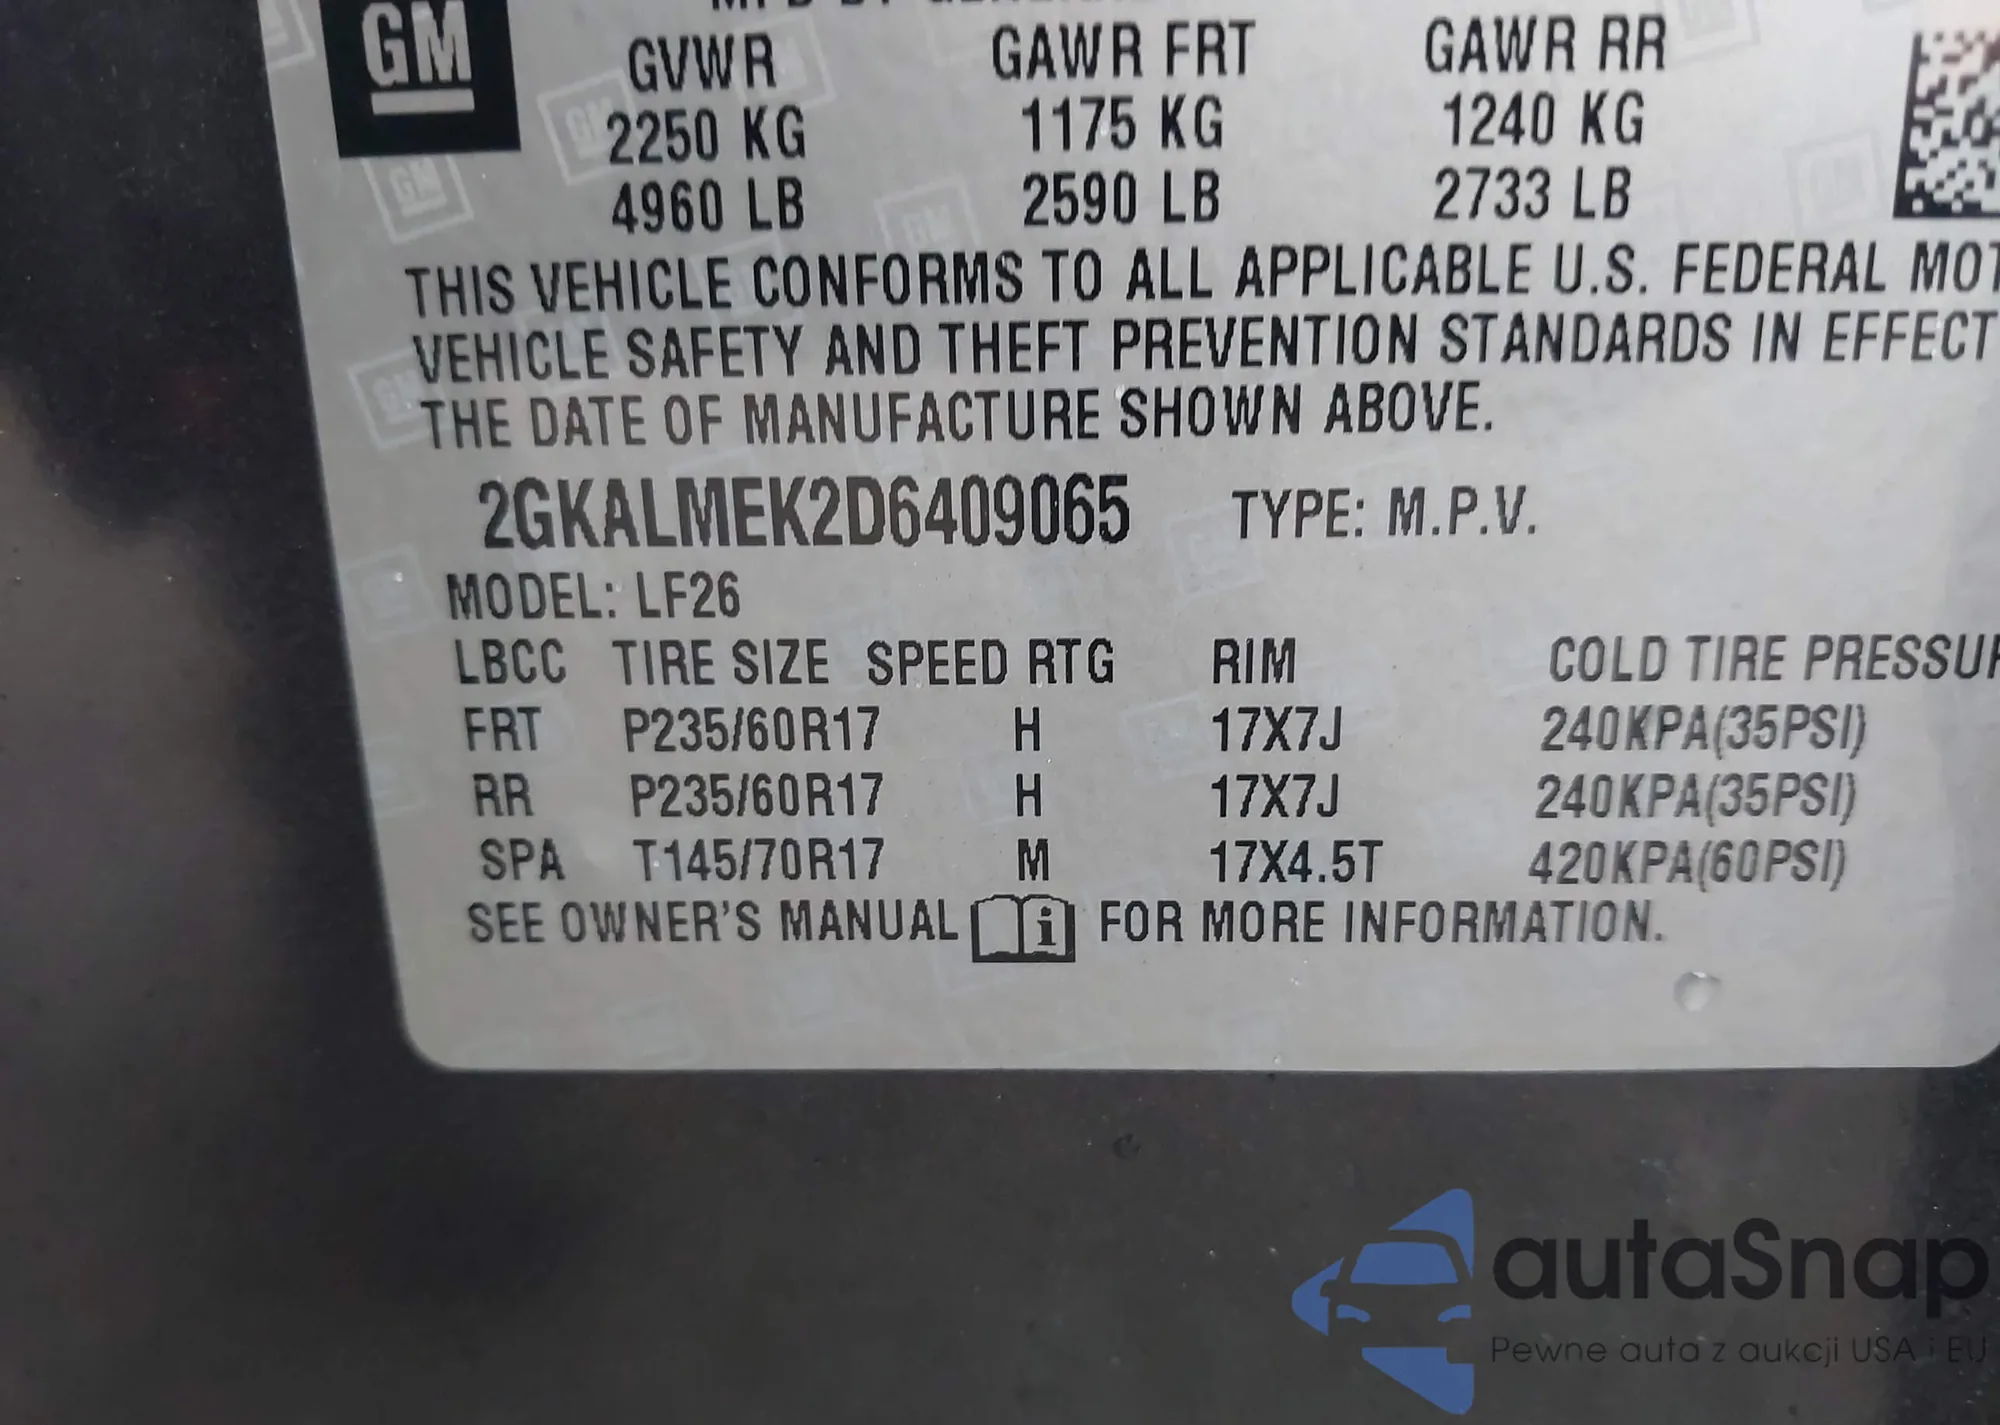 GM
GVWR GAWR FRT GAWR RR
2250 KG 1175 KG 1240 KG
4960 LB 2590 LB 2733 LB
THIS VEHICLE CONFORMS TO ALL APPLICABLE U.S. FEDERAL MOT
VEHICLE SAFETY AND THEFT PREVENTION STANDARDS IN EFFECT
THE DATE OF MANUFACTURE SHOWN ABOVE.
2GKALMEK2D6409065 TYPE: M.P.V.
MODEL: LF26
LBCC TIRE SIZE SPEED RTG RIM COLD TIRE PRESSUR
FRT P235/60R17 H 17X7J 240KPA(35PSI)
RR P235/60R17 H 17X7J 240KPA(35PSI)
SPA T145/70R17 M 17X4.5T 420KPA(60PSI)
SEE OWNER'S MANUAL i FOR MORE INFORMATION.
autaSnap
Pewne auta z aukcji USA i EU